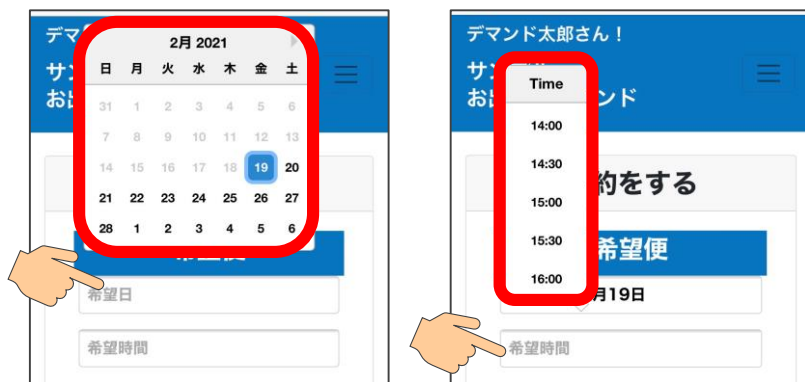 デマ
2月 2021
サン
お出
日 月 火 水 木 金 土
31 1 2 3 4 5 6
7 8 9 10 11 12 13
14 15 16 17 18 19 20
21 22 23 24 25 26 27
28 1 2 3 4 5 6
希望日
希望時間
デマンド太郎さん！
サン
お出
ンド
Time
14:00
14:30
15:00
15:30
16:00
約をする
希望便
月19日
希望時間